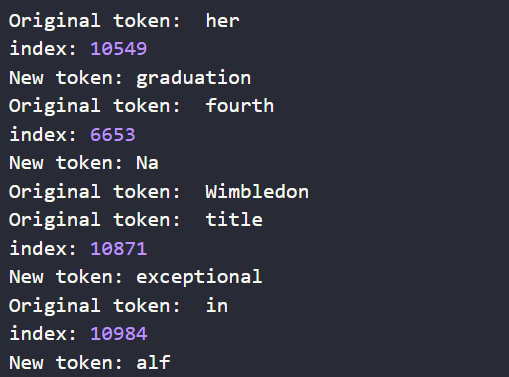 Original token:  her
index: 10549
New token: graduation
Original token:  fourth
index: 6653
New token: Na
Original token:  Wimbledon
Original token:  title
index: 10871
New token: exceptional
Original token:  in
index: 10984
New token: alf